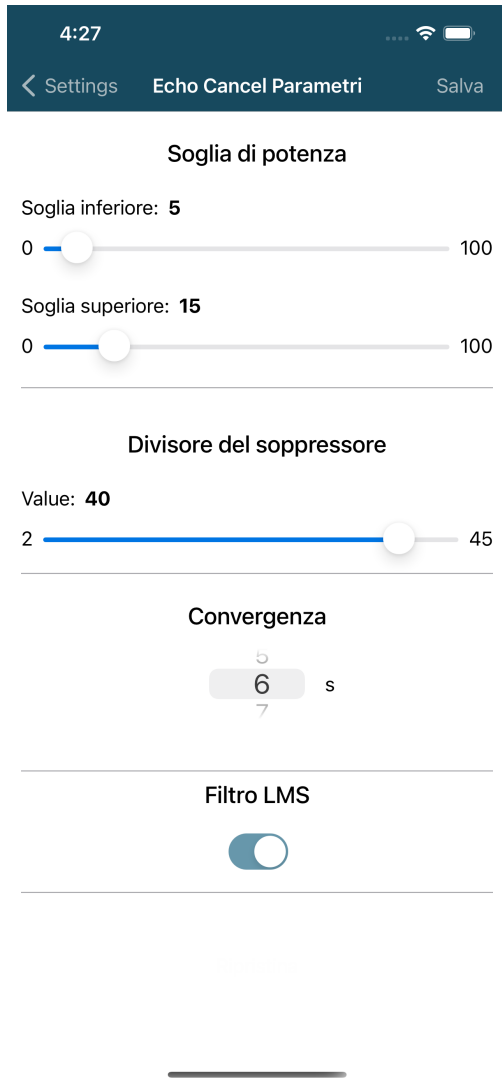 4:27
Settings Echo Cancel Parametri Salva
Soglia di potenza
Soglia inferiore: 5
0 100
Soglia superiore: 15
0 100
Divisore del soppressore
Value: 40
2 45
Convergenza
5
6 s
7
Filtro LMS